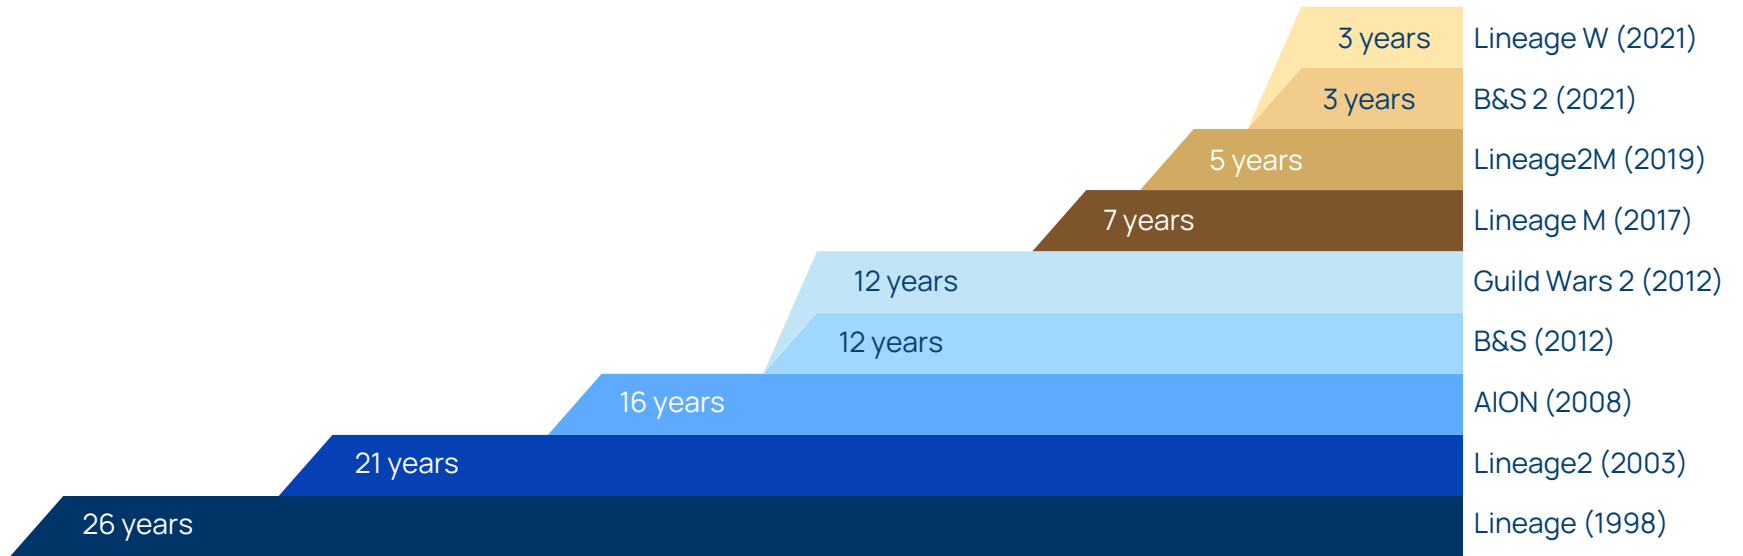 3 years Lineage W (2021)
3 years B&S 2 (2021)
5 years Lineage2M (2019)
7 years Lineage M (2017)
12 years Guild Wars 2 (2012)
12 years B&S (2012)
16 years AION (2008)
21 years Lineage2 (2003)
26 years Lineage (1998)